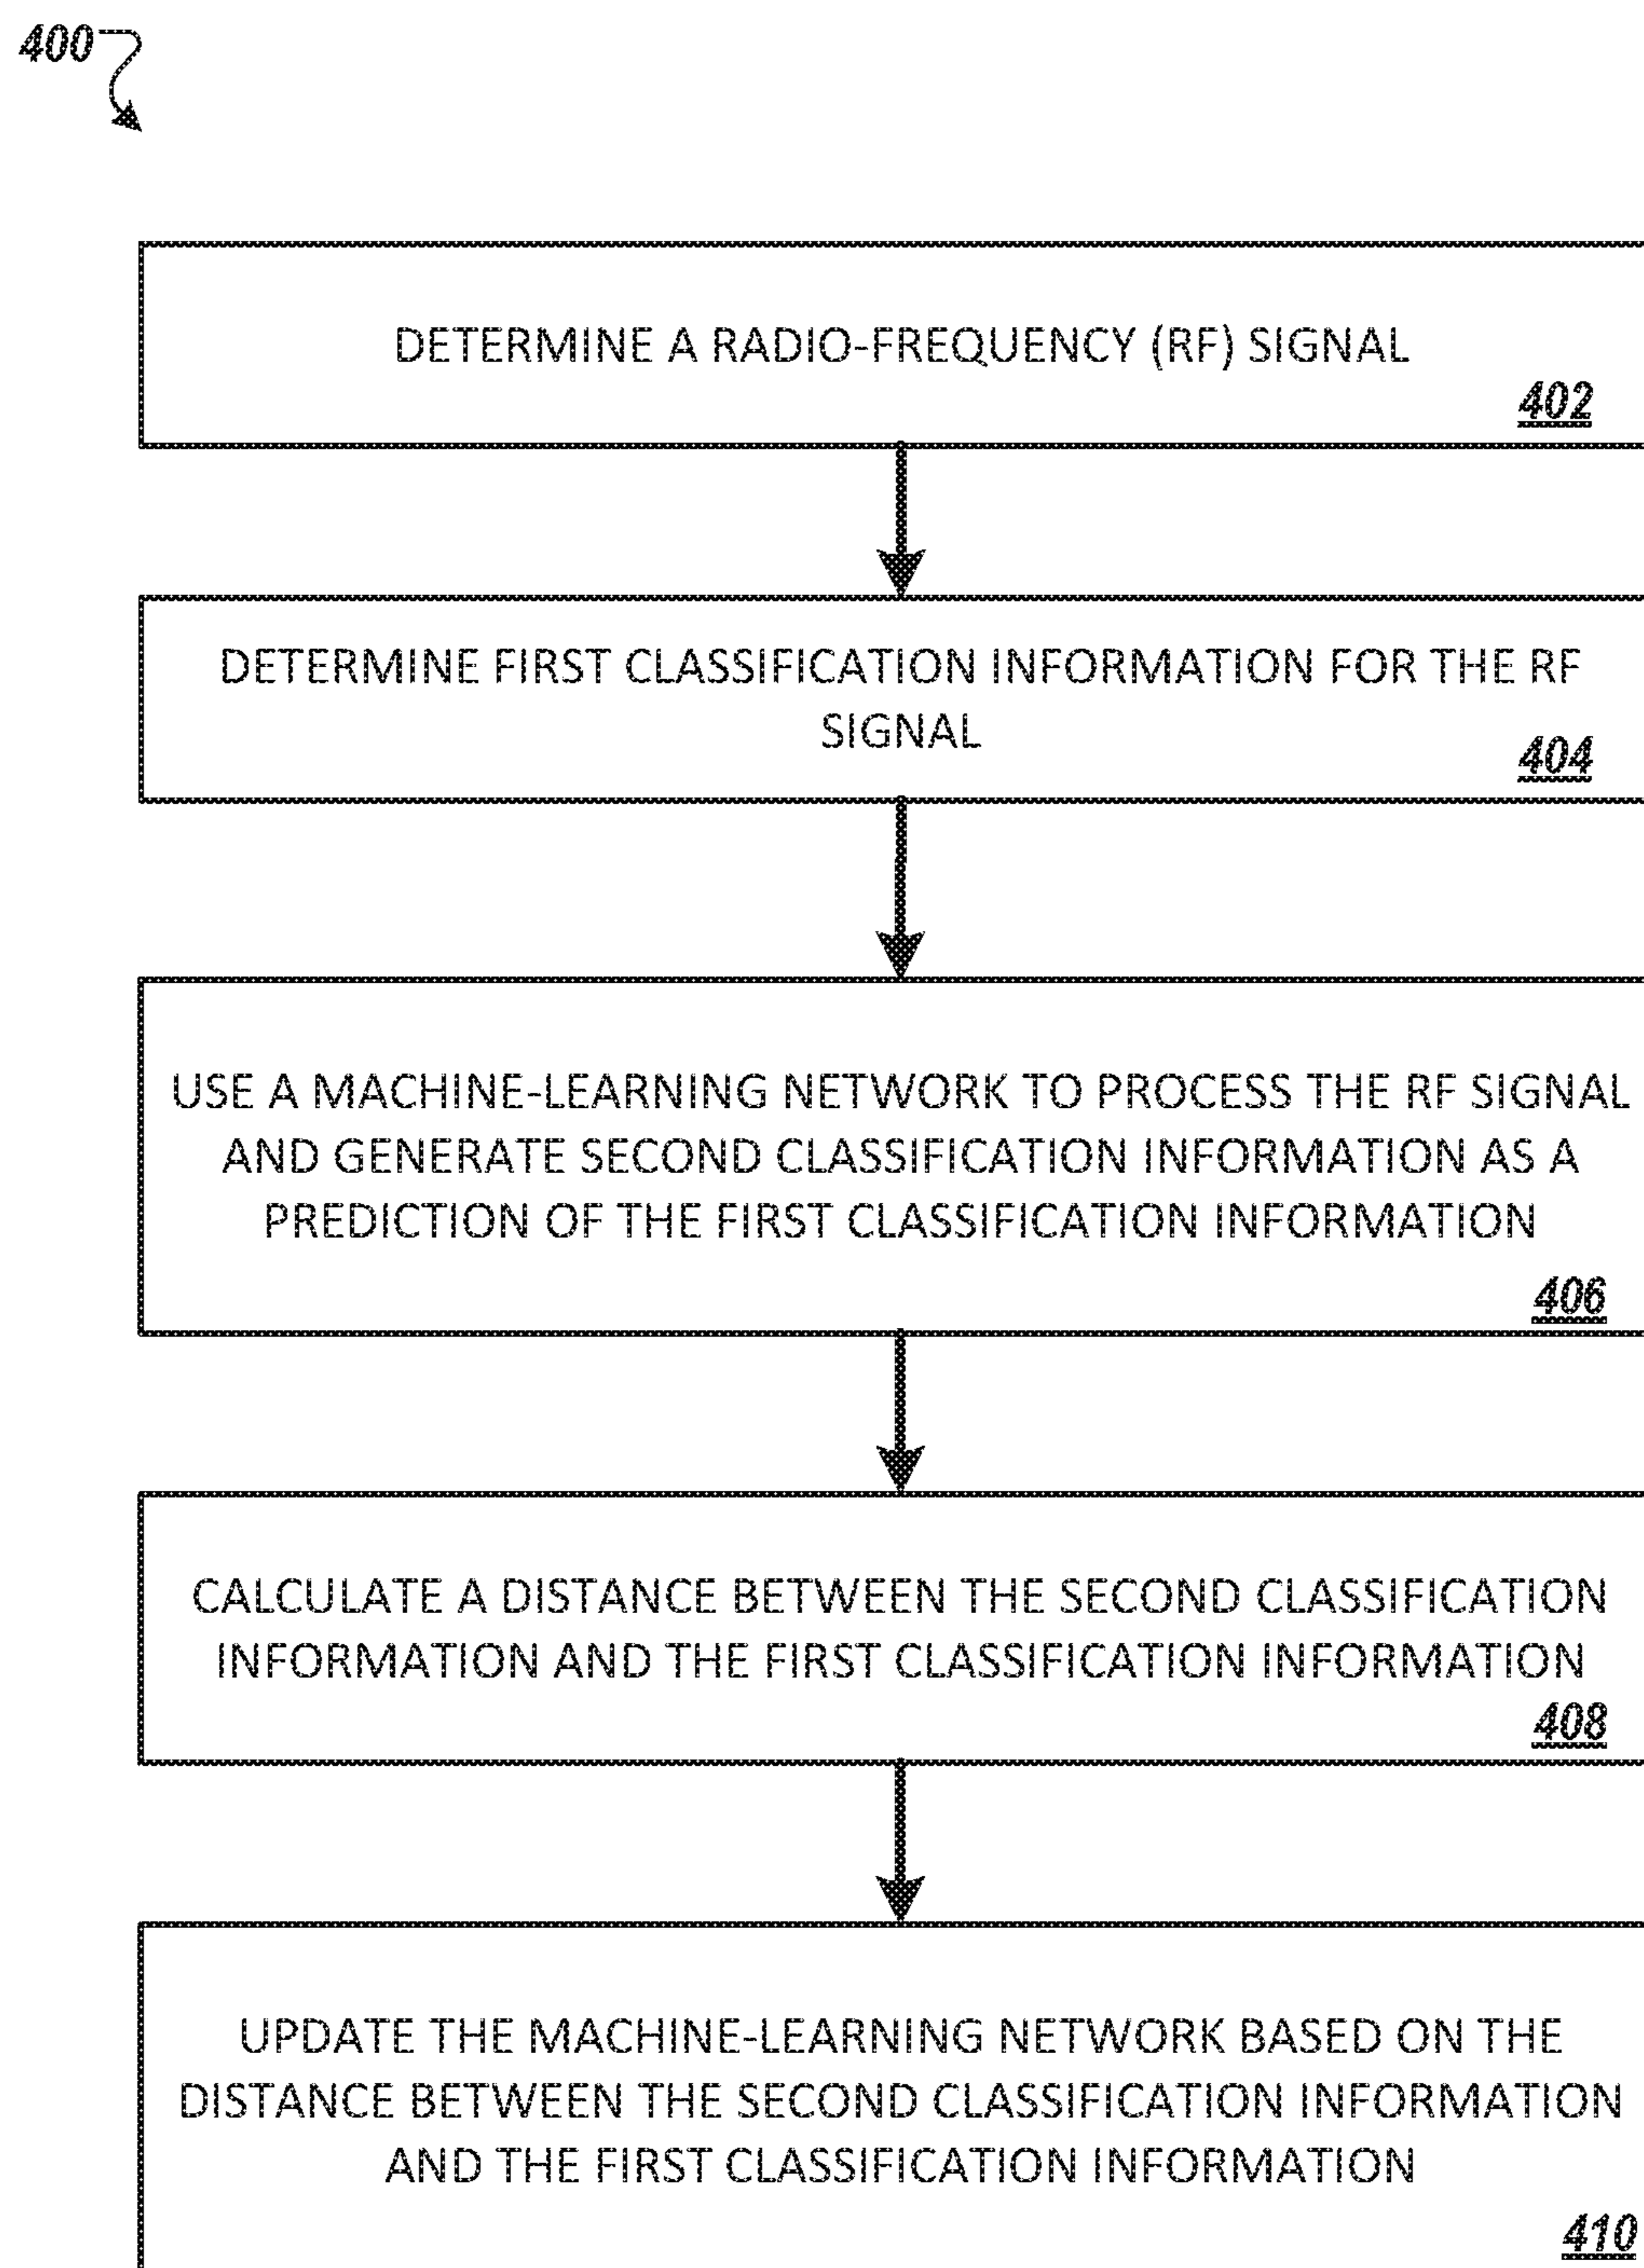 400
DETERMINE A RADIO-FREQUENCY (RF) SIGNAL
402
DETERMINE FIRST CLASSIFICATION INFORMATION FOR THE RF
SIGNAL
404
USE A MACHINE-LEARNING NETWORK TO PROCESS THE RF SIGNAL
AND GENERATE SECOND CLASSIFICATION INFORMATION AS A
PREDICTION OF THE FIRST CLASSIFICATION INFORMATION
406
CALCULATE A DISTANCE BETWEEN THE SECOND CLASSIFICATION
INFORMATION AND THE FIRST CLASSIFICATION INFORMATION
408
UPDATE THE MACHINE-LEARNING NETWORK BASED ON THE
DISTANCE BETWEEN THE SECOND CLASSIFICATION INFORMATION
AND THE FIRST CLASSIFICATION INFORMATION
410